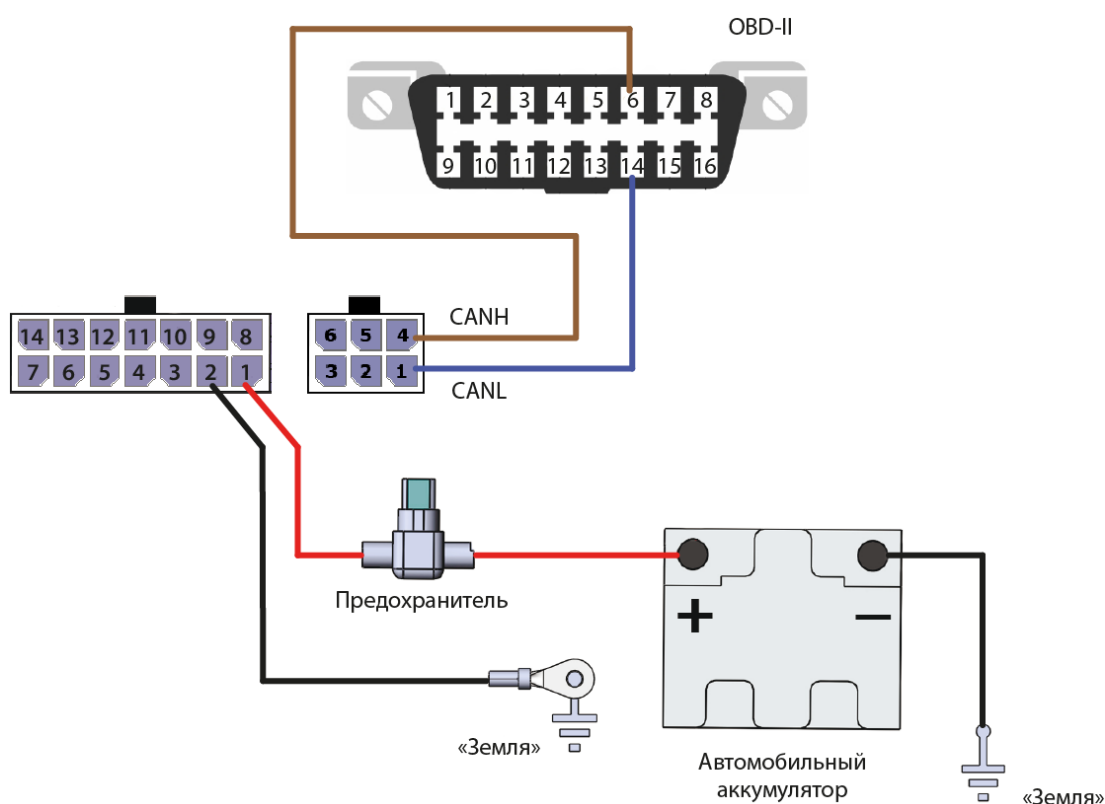 OBD-II
1 2 3 4 5 6 7 8
9 10 11 12 13 14 15 16
CANH
14 13 12 11 10 9 8
6 5 4
7 6 5 4 3 2 1
3 2 1
CANL
Предохранитель
+ −
«Земля»
Автомобильный
аккумулятор
«Земля»